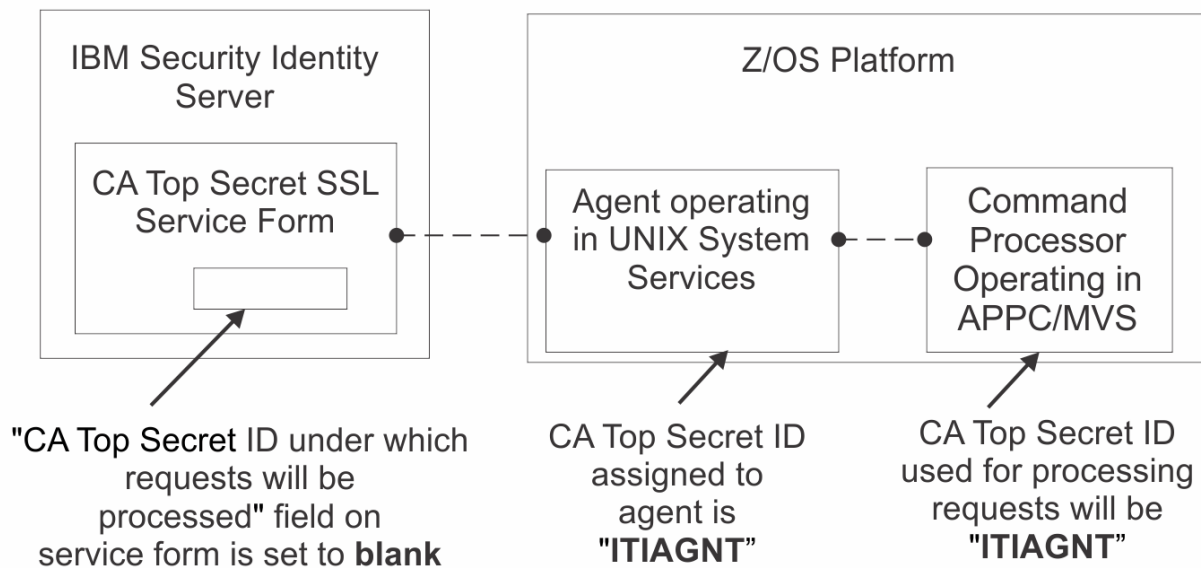 IBM Security Identity
Server
CA Top Secret SSL
Service Form
Z/OS Platform
Agent operating
in UNIX System
Services
Command
Processor
Operating in
APPC/MVS
"CA Top Secret ID under which
requests will be
processed" field on
service form is set to blank
CA Top Secret ID
assigned to
agent is
"ITIAGNT”
CA Top Secret ID
used for processing
requests will be
"ITIAGNT”